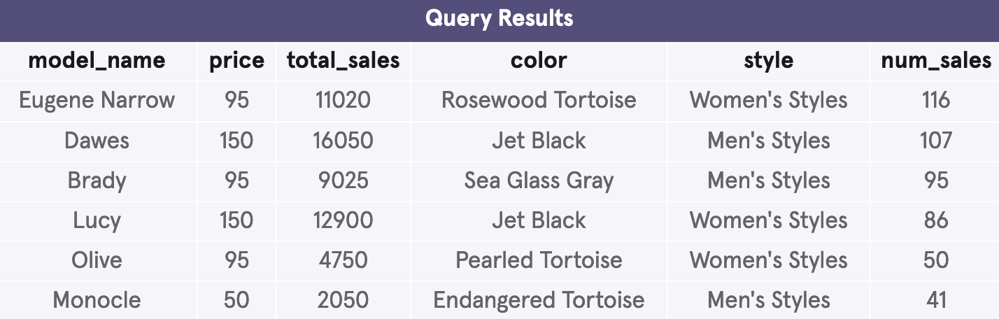 Query Results
model_name price total_sales color style num_sales
Eugene Narrow 95 11020 Rosewood Tortoise Women's Styles 116
Dawes 150 16050 Jet Black Men's Styles 107
Brady 95 9025 Sea Glass Gray Men's Styles 95
Lucy 150 12900 Jet Black Women's Styles 86
Olive 95 4750 Pearled Tortoise Women's Styles 50
Monocle 50 2050 Endangered Tortoise Men's Styles 41